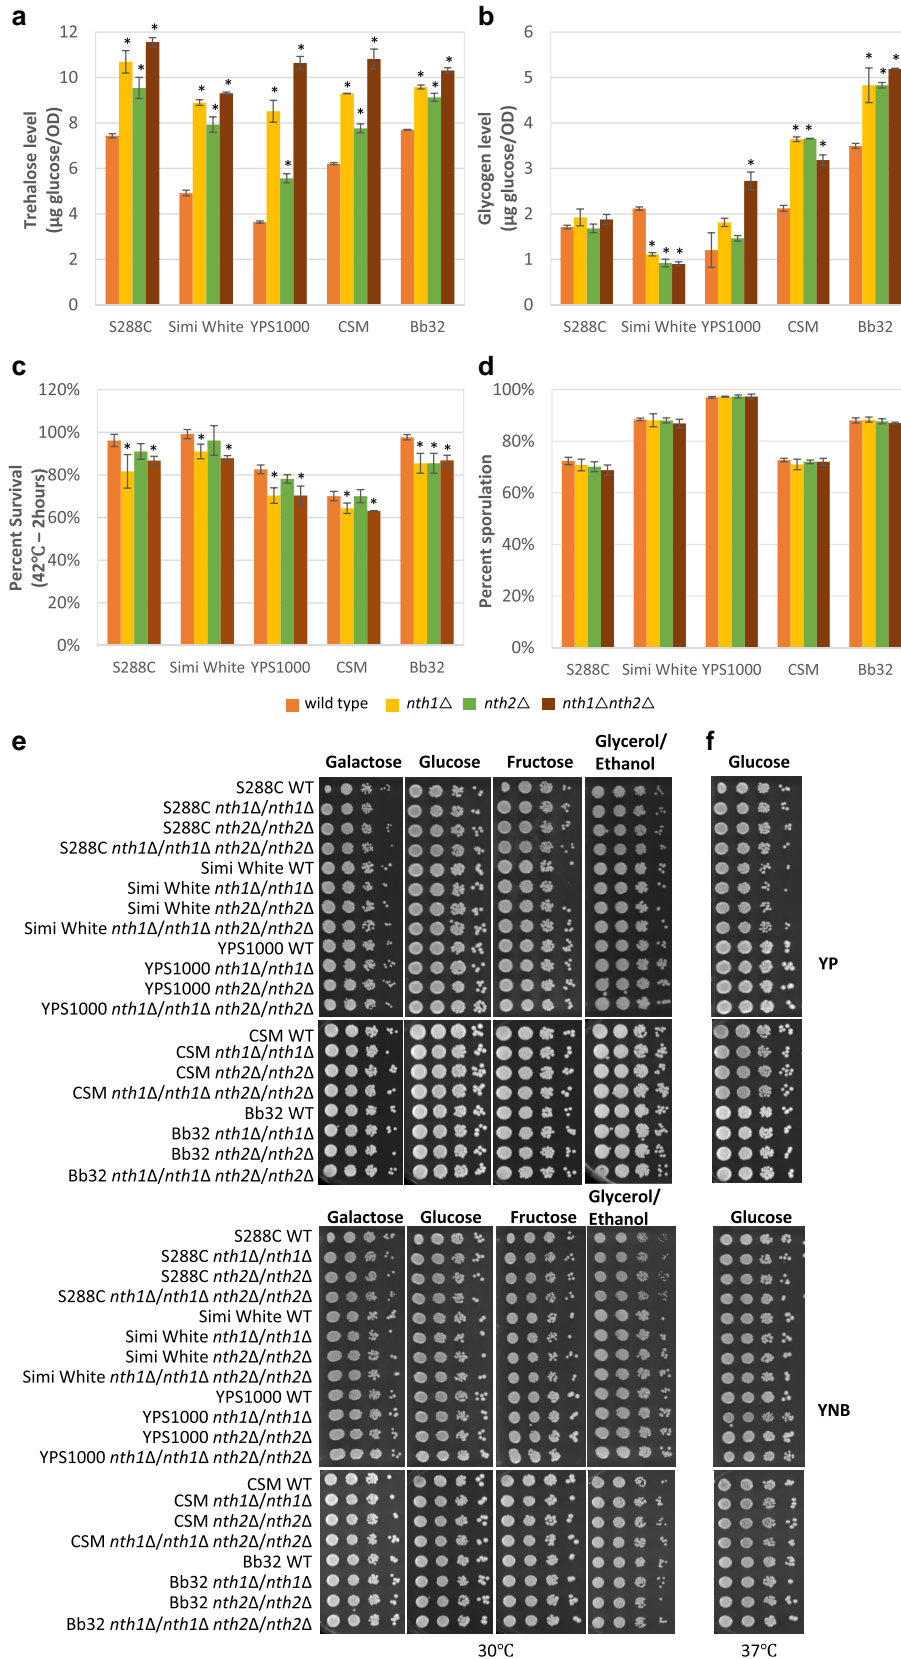 a
12
10
8
6
4
2
0
Trehalose level
(µg glucose/OD)
* * * * * * * * * * * * * * *
S288C Simi White YPS1000 CSM Bb32
b
6
5
4
3
2
1
0
Glycogen level
(µg glucose/OD)
* * * * * * * * * *
S288C Simi White YPS1000 CSM Bb32
c
120%
100%
80%
60%
40%
20%
0%
Percent Survival
(42℃ – 2hours)
* * * * * * * * * * *
S288C Simi White YPS1000 CSM Bb32
d
100%
80%
60%
40%
20%
0%
Percent sporulation
S288C Simi White YPS1000 CSM Bb32
wild type nth1△ nth2△ nth1△nth2△
e
Galactose Glucose Fructose Glycerol/
Ethanol
f
Glucose
S288C WT
S288C nth1Δ/nth1Δ
S288C nth2Δ/nth2Δ
S288C nth1Δ/nth1Δ nth2Δ/nth2Δ
Simi White WT
Simi White nth1Δ/nth1Δ
Simi White nth2Δ/nth2Δ
Simi White nth1Δ/nth1Δ nth2Δ/nth2Δ
YPS1000 WT
YPS1000 nth1Δ/nth1Δ
YPS1000 nth2Δ/nth2Δ
YPS1000 nth1Δ/nth1Δ nth2Δ/nth2Δ
YP
CSM WT
CSM nth1Δ/nth1Δ
CSM nth2Δ/nth2Δ
CSM nth1Δ/nth1Δ nth2Δ/nth2Δ
Bb32 WT
Bb32 nth1Δ/nth1Δ
Bb32 nth2Δ/nth2Δ
Bb32 nth1Δ/nth1Δ nth2Δ/nth2Δ
Galactose Glucose Fructose Glycerol/
Ethanol
Glucose
S288C WT
S288C nth1Δ/nth1Δ
S288C nth2Δ/nth2Δ
S288C nth1Δ/nth1Δ nth2Δ/nth2Δ
Simi White WT
Simi White nth1Δ/nth1Δ
Simi White nth2Δ/nth2Δ
Simi White nth1Δ/nth1Δ nth2Δ/nth2Δ
YPS1000 WT
YPS1000 nth1Δ/nth1Δ
YPS1000 nth2Δ/nth2Δ
YPS1000 nth1Δ/nth1Δ nth2Δ/nth2Δ
YNB
CSM WT
CSM nth1Δ/nth1Δ
CSM nth2Δ/nth2Δ
CSM nth1Δ/nth1Δ nth2Δ/nth2Δ
Bb32 WT
Bb32 nth1Δ/nth1Δ
Bb32 nth2Δ/nth2Δ
Bb32 nth1Δ/nth1Δ nth2Δ/nth2Δ
30℃ 37℃